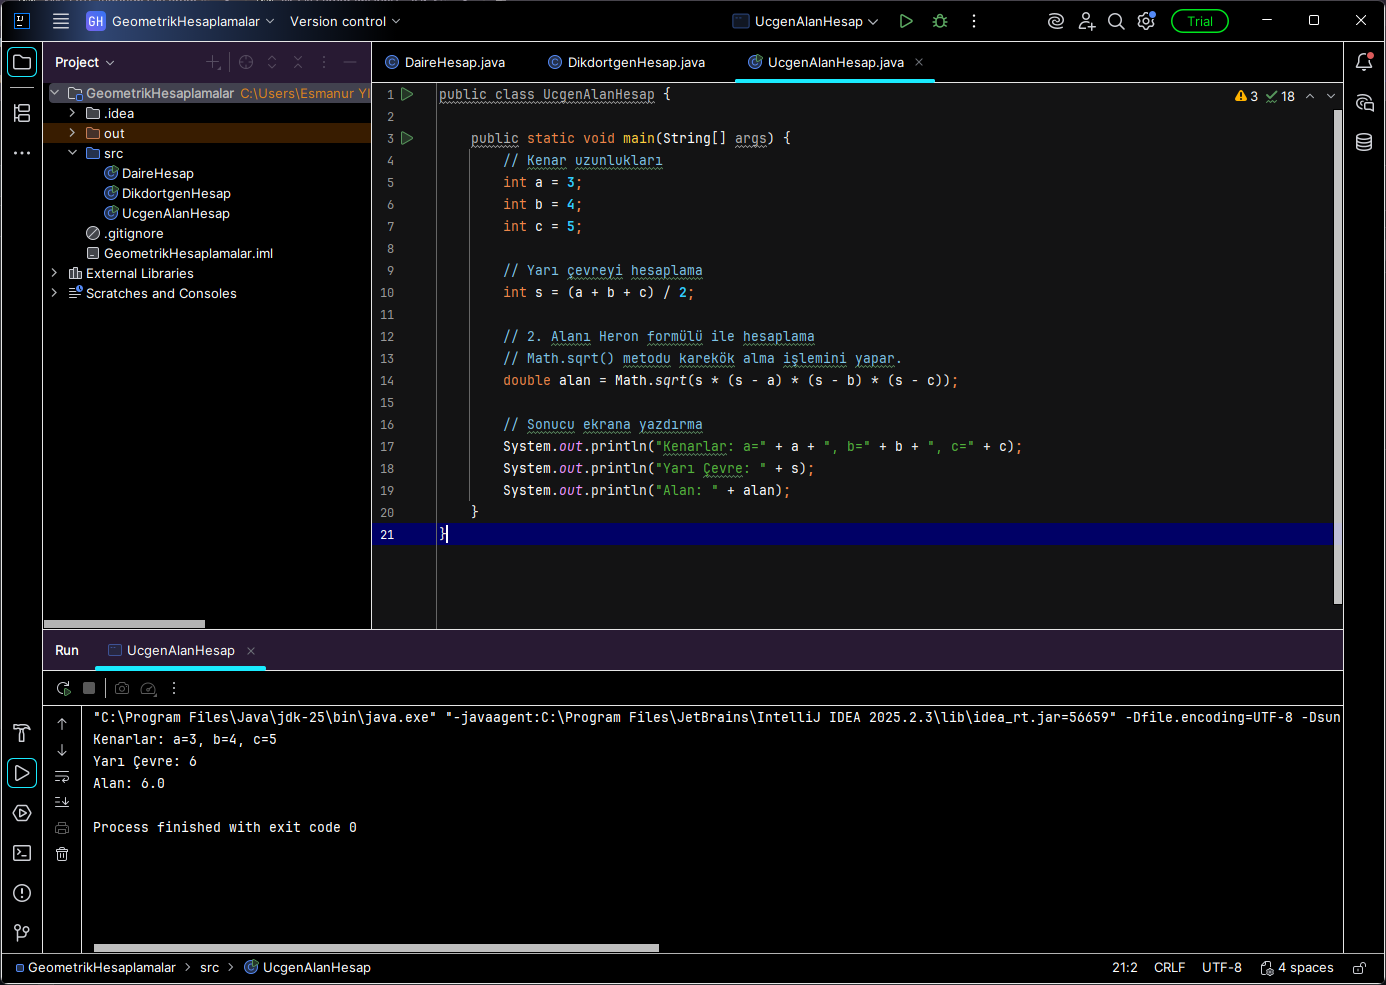 GH GeometrikHesaplamalar Version control UcgenAlanHesap Trial
Project
GeometrikHesaplamalar C:\Users\Esmanur YI
.idea
out
src
DaireHesap
DikdortgenHesap
UcgenAlanHesap
.gitignore
GeometrikHesaplamalar.iml
External Libraries
Scratches and Consoles
DaireHesap.java DikdortgenHesap.java UcgenAlanHesap.java
3 18
1 public class UcgenAlanHesap {
2
3 public static void main(String[] args) {
4 // Kenar uzunlukları
5 int a = 3;
6 int b = 4;
7 int c = 5;
8
9 // Yarı çevreyi hesaplama
10 int s = (a + b + c) / 2;
11
12 // 2. Alanı Heron formülü ile hesaplama
13 // Math.sqrt() metodu karekök alma işlemini yapar.
14 double alan = Math.sqrt(s * (s - a) * (s - b) * (s - c));
15
16 // Sonucu ekrana yazdırma
17 System.out.println("Kenarlar: a=" + a + ", b=" + b + ", c=" + c);
18 System.out.println("Yarı Çevre: " + s);
19 System.out.println("Alan: " + alan);
20 }
21 }
Run UcgenAlanHesap
"C:\Program Files\Java\jdk-25\bin\java.exe" "-javaagent:C:\Program Files\JetBrains\IntelliJ IDEA 2025.2.3\lib\idea_rt.jar=56659" -Dfile.encoding=UTF-8 -Dsun
Kenarlar: a=3, b=4, c=5
Yarı Çevre: 6
Alan: 6.0
Process finished with exit code 0
GeometrikHesaplamalar > src > UcgenAlanHesap 21:2 CRLF UTF-8 4 spaces